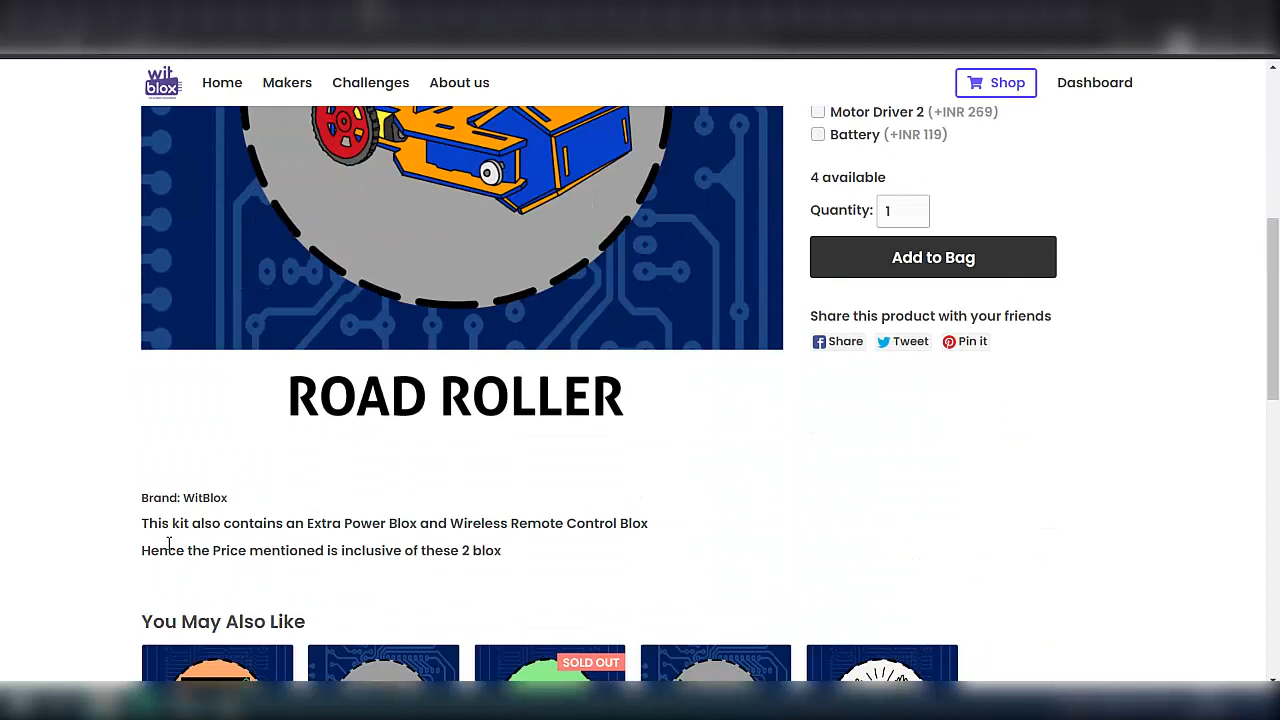 wit
blox
Home
Makers
Challenges
About us
Shop
Dashboard
Motor Driver 2 (+INR 269)
Battery (+INR 119)
4 available
Quantity: 1
Add to Bag
Share this product with your friends
Share
Tweet
Pin it
ROAD ROLLER
Brand: WitBlox
This kit also contains an Extra Power Blox and Wireless Remote Control Blox
Hence the Price mentioned is inclusive of these 2 blox
You May Also Like
SOLD OUT